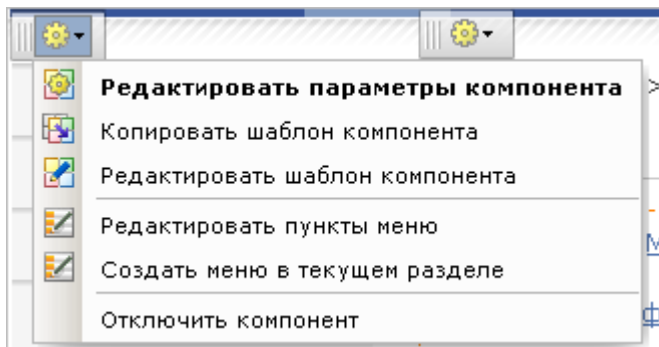 Редактировать параметры компонента
Копировать шаблон компонента
Редактировать шаблон компонента
Редактировать пункты меню
Создать меню в текущем разделе
Отключить компонент